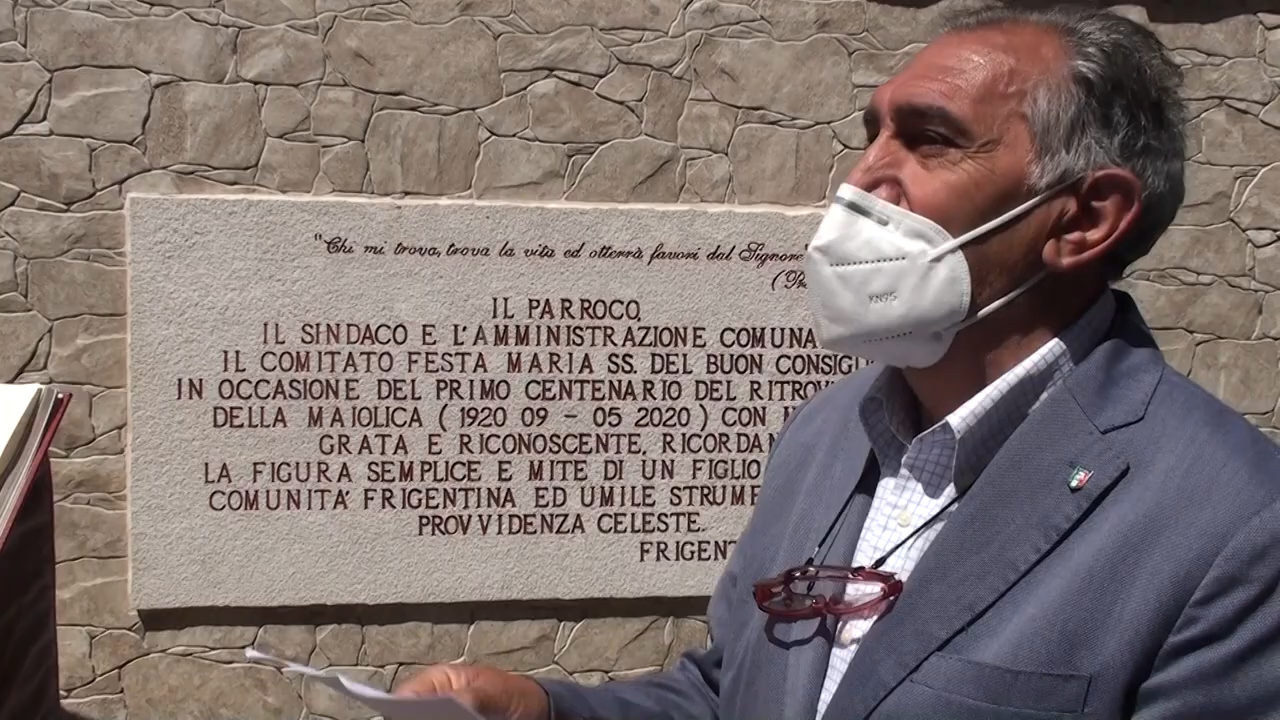 "Chi mi trova, trova la vita ed otterrà favori dal Signore"
IL PARROCO,
IL SINDACO E L'AMMINISTRAZIONE
IL COMITATO FESTA MARIA SS. DEL BUON
IN OCCASIONE DEL PRIMO CENTENARIO DEL
DELLA MAIOLICA ( 1920 09 - 05 2020 ) CON
GRATA E RICONOSCENTE,
LA FIGURA SEMPLICE E MITE DI UN FIGLIO
COMUNITA' FRIGENTINA ED UMILE
PROVVIDENZA CELESTE.
KN95